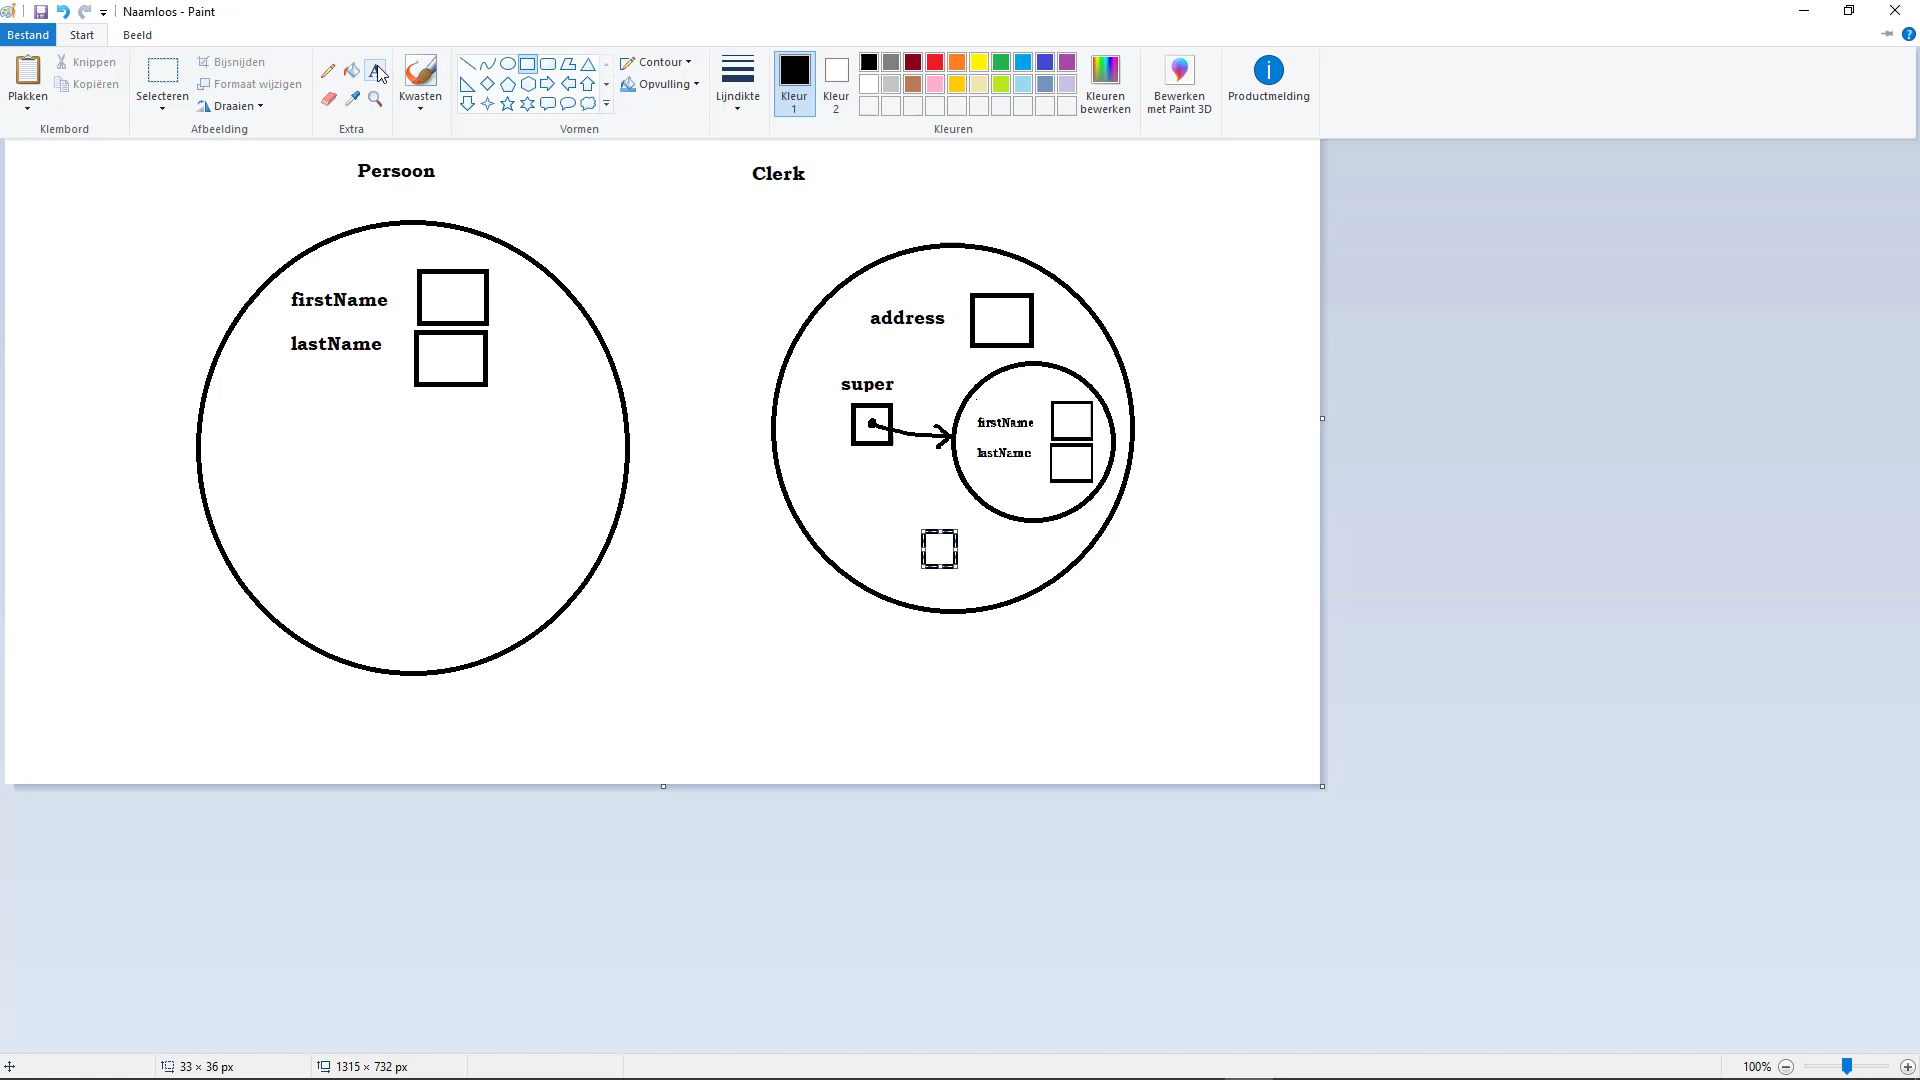 Naamloos - Paint
Bestand Start Beeld
Plakken
Knippen
Kopiëren
Klembord
Selecteren
Bijsnijden
Formaat wijzigen
Draaien
Afbeelding
A
Extra
Kwasten
Contour
Opvulling
Vormen
Lijndikte
Kleur
1
Kleur
2
Kleuren
bewerken
Kleuren
Bewerken
met Paint 3D
Productmelding
Persoon
Clerk
firstName
lastName
address
super
firstName
lastName
33 × 36 px
1315 × 732 px
100%